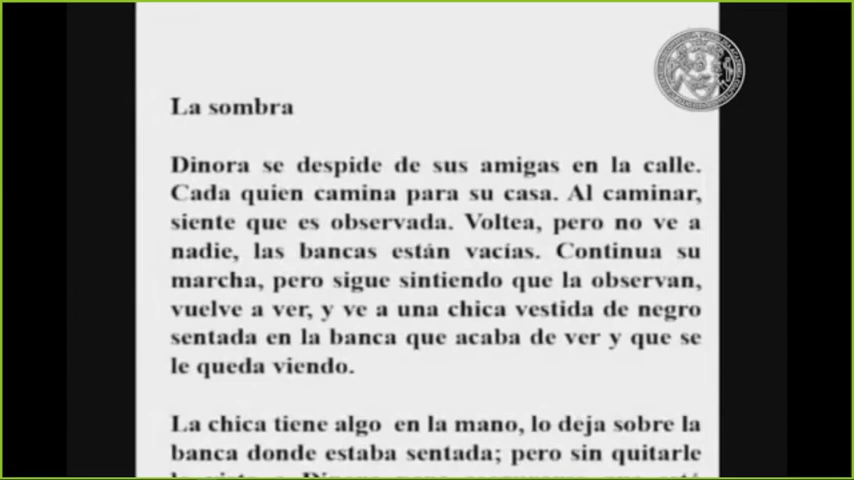 La sombra
Dinora se despide de sus amigas en la calle.
Cada quien camina para su casa. Al caminar,
siente que es observada. Voltea, pero no ve a
nadie, las bancas están vacías. Continua su
marcha, pero sigue sintiendo que la observan,
vuelve a ver, y ve a una chica vestida de negro
sentada en la banca que acaba de ver y que se
le queda viendo.
La chica tiene algo en la mano, lo deja sobre la
banca donde estaba sentada; pero sin quitarle